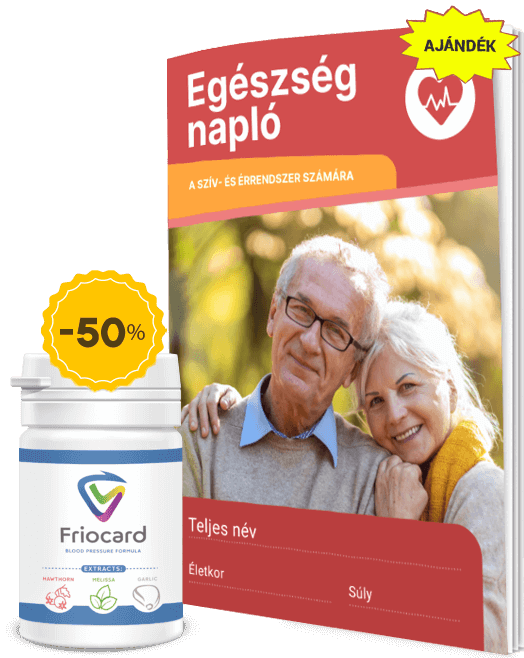 AJÁNDÉK
Egészség
napló
A SZÍV- ÉS ÉRRENDSZER SZÁMÁRA
-50%
Teljes név
Életkor
Súly
Friocard
BLOOD PRESSURE FORMULA
EXTRACTS:
HAWTHORN
MELISSA
GARLIC